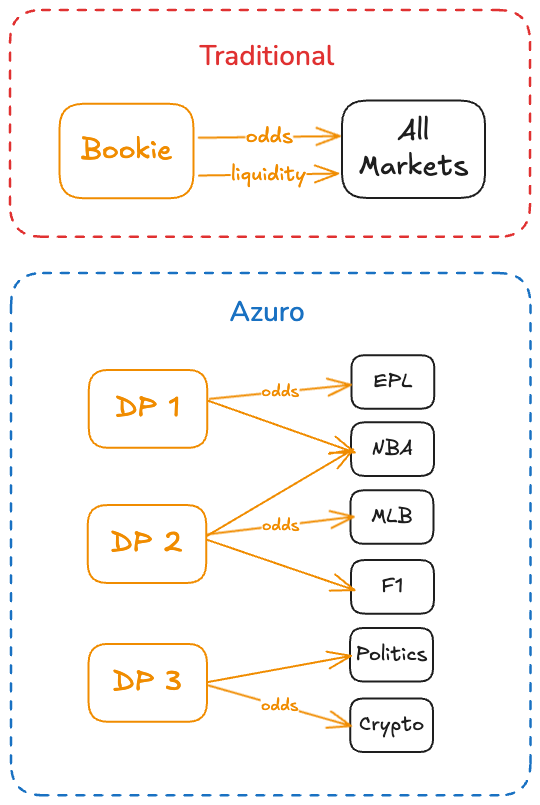 Traditional
Bookie
odds
liquidity
All
Markets
Azuro
DP 1
odds
EPL
NBA
DP 2
odds
MLB
F1
DP 3
Politics
odds
Crypto